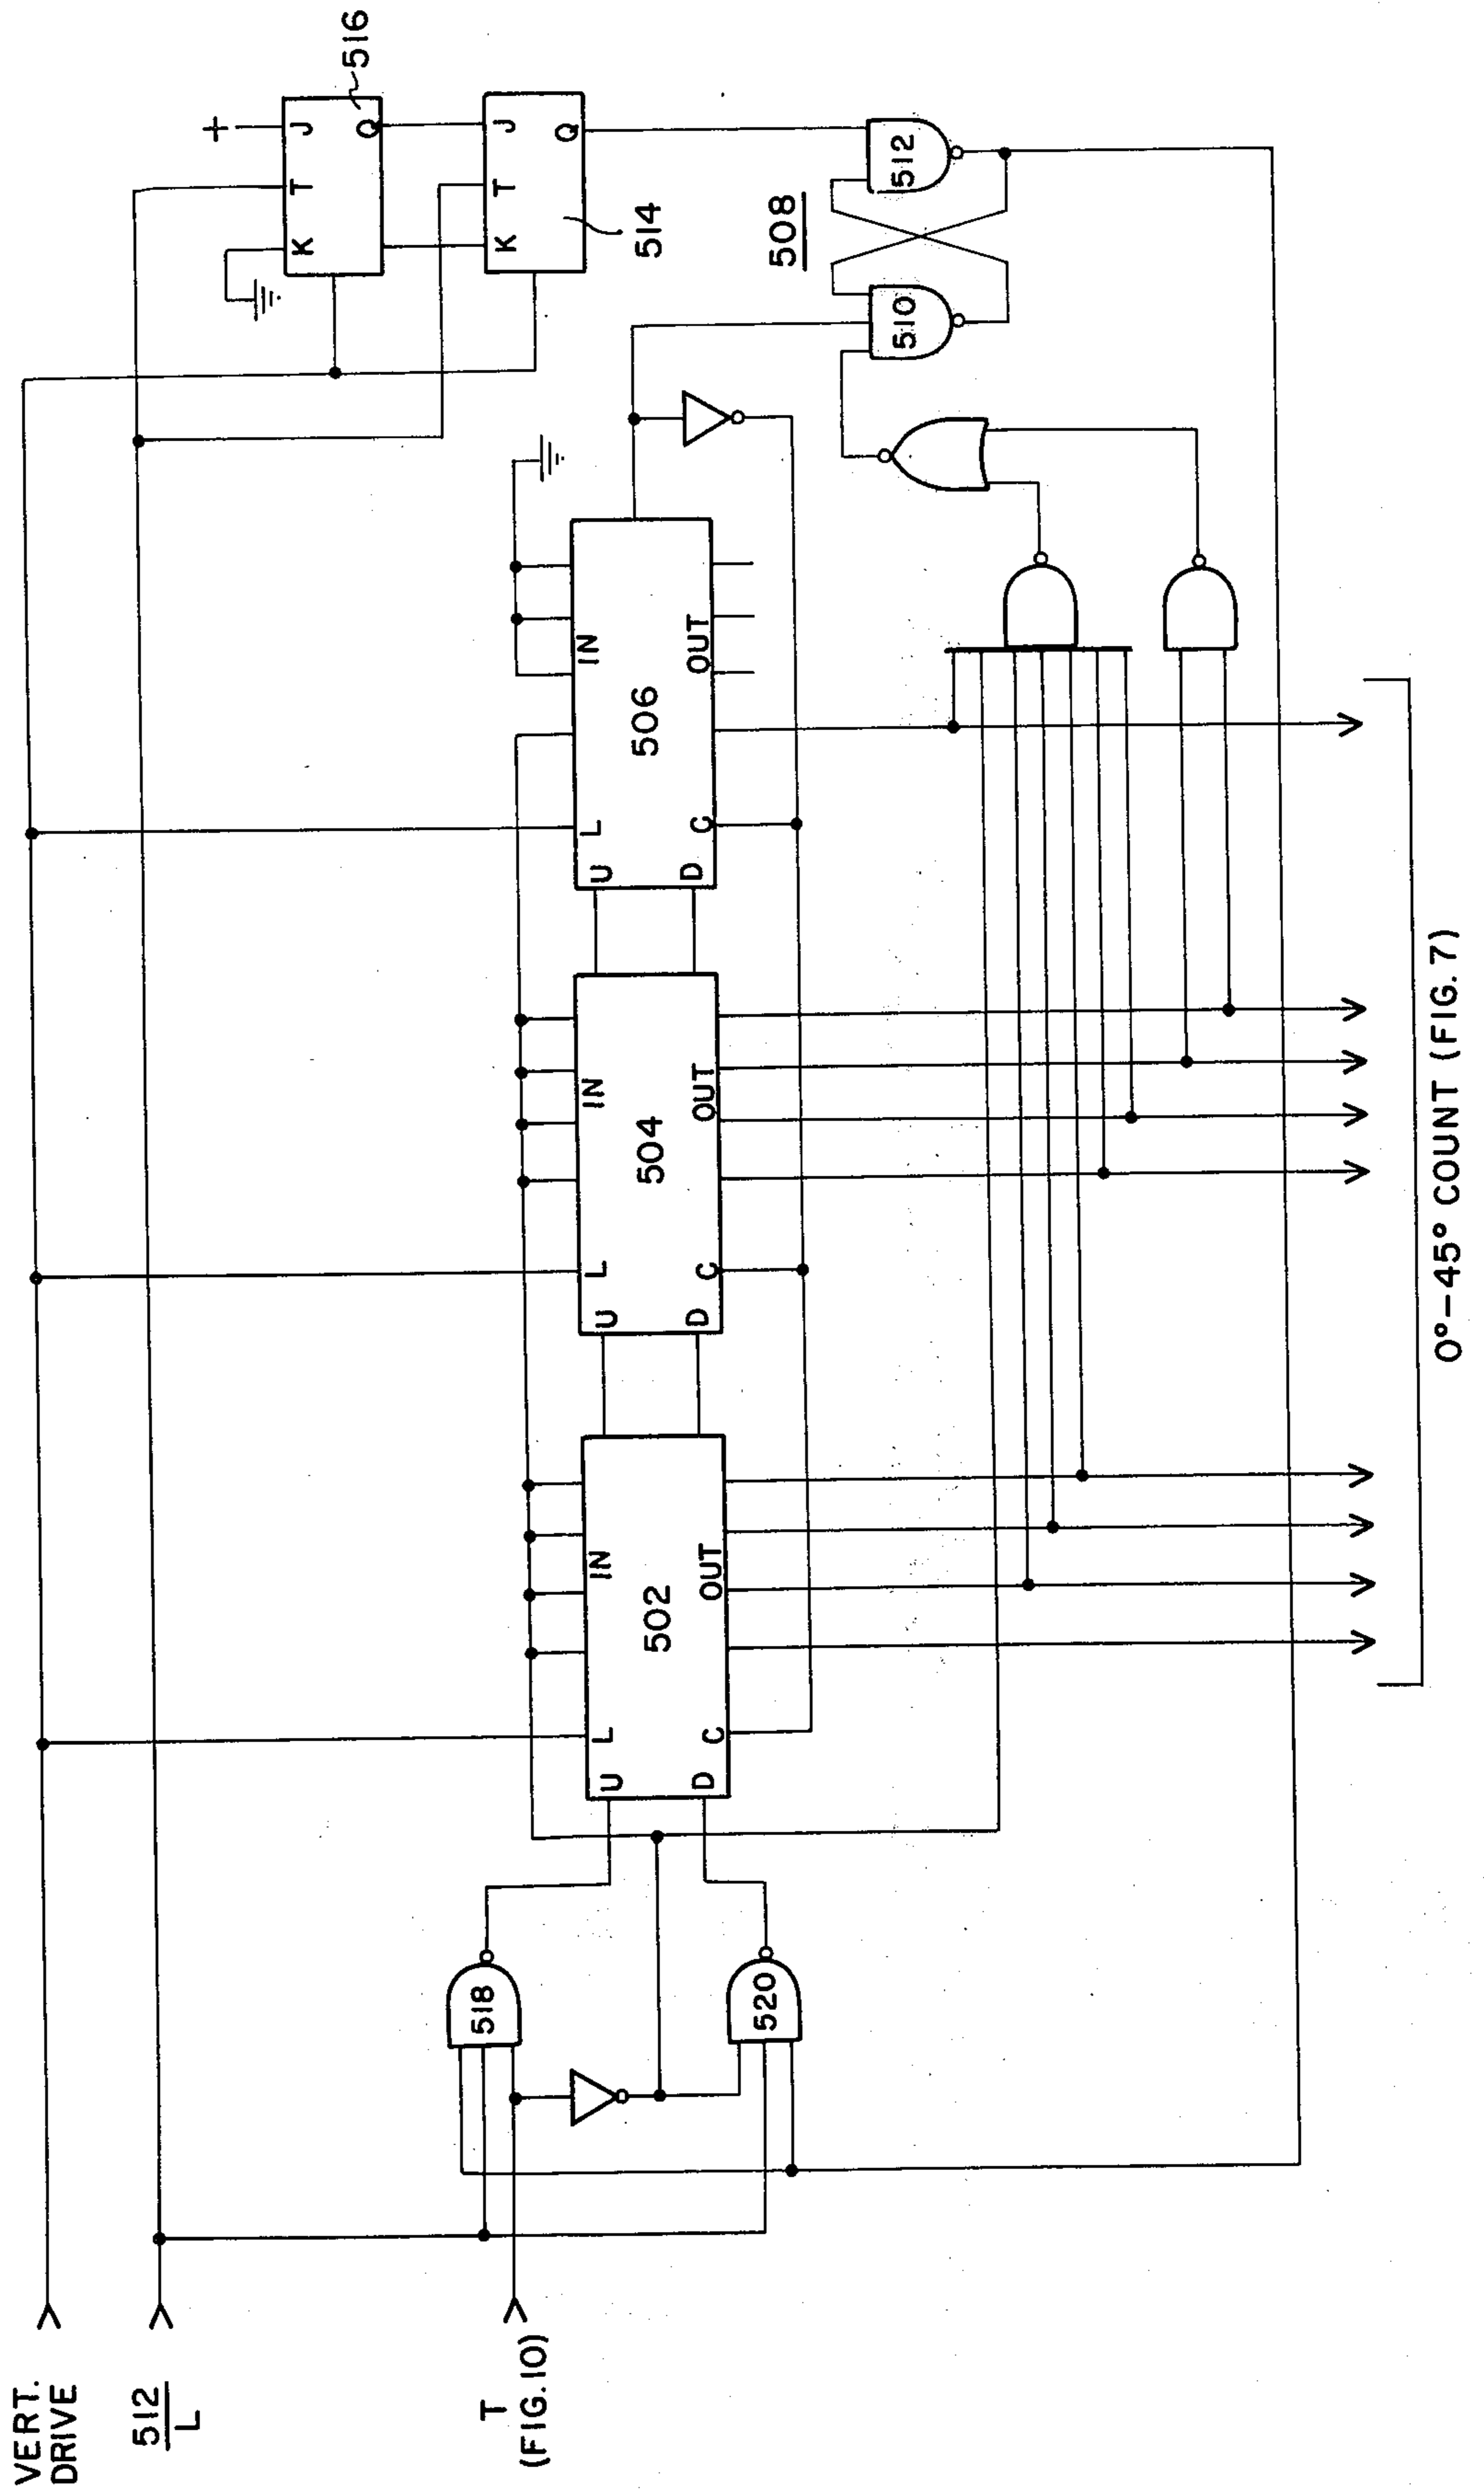 VERT.
DRIVE
512
L
T
(FIG. 10)
518
520
U
D
L
C
502
IN
OUT
U
D
L
C
504
IN
OUT
U
D
L
C
506
IN
OUT
K
T
J
Q
516
K
T
J
Q
514
508
510
512
0°-45° COUNT (FIG. 7)
+